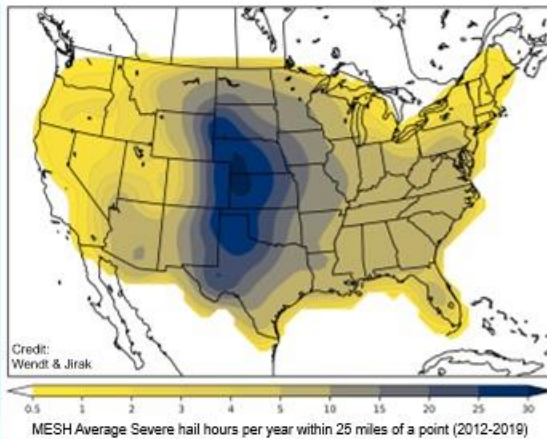 Credit:
Wendt & Jirak
0.5 1 2 3 4 5 10 15 20 25 30
MESH Average Severe hail hours per year within 25 miles of a point (2012-2019)